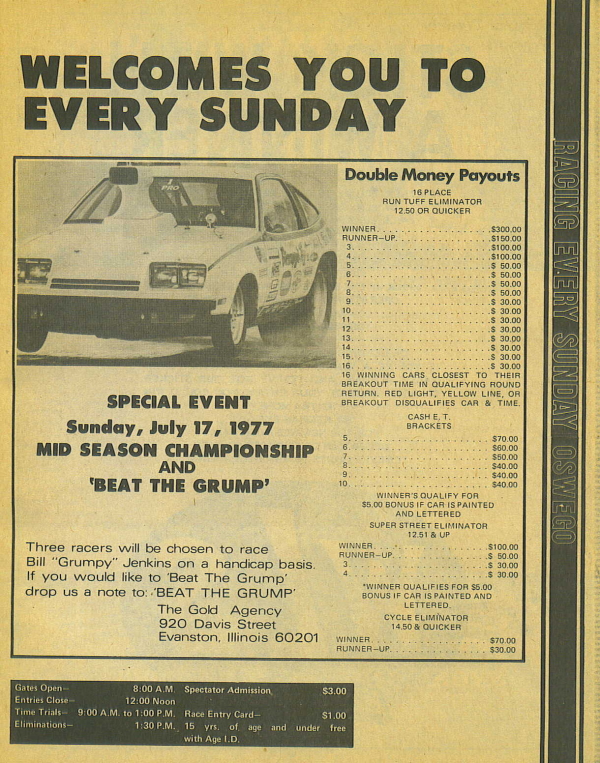 WELCOMES YOU TO
EVERY SUNDAY
PRO
SPECIAL EVENT
Sunday, July 17, 1977
MID SEASON CHAMPIONSHIP
AND
'BEAT THE GRUMP'
Three racers will be chosen to race
Bill "Grumpy" Jenkins on a handicap basis.
If you would like to 'Beat The Grump'
drop us a note to: 'BEAT THE GRUMP'
The Gold Agency
920 Davis Street
Evanston, Illinois 60201
Double Money Payouts
16 PLACE
RUN TUFF ELIMINATOR
12.50 OR QUICKER
WINNER. . . . . . . . . . . . . . . . . $300.00
RUNNER-UP. . . . . . . . . . . . . . . $150.00
3. . . . . . . . . . . . . . . . . . . . $100.00
4. . . . . . . . . . . . . . . . . . . . $100.00
5. . . . . . . . . . . . . . . . . . . . $ 50.00
6. . . . . . . . . . . . . . . . . . . . $ 50.00
7. . . . . . . . . . . . . . . . . . . . $ 50.00
8. . . . . . . . . . . . . . . . . . . . $ 50.00
9. . . . . . . . . . . . . . . . . . . . $ 30.00
10. . . . . . . . . . . . . . . . . . . . $ 30.00
11. . . . . . . . . . . . . . . . . . . . $ 30.00
12. . . . . . . . . . . . . . . . . . . . $ 30.00
13. . . . . . . . . . . . . . . . . . . . $ 30.00
14. . . . . . . . . . . . . . . . . . . . $ 30.00
15. . . . . . . . . . . . . . . . . . . . $ 30.00
16. . . . . . . . . . . . . . . . . . . . $ 30.00
16 WINNING CARS CLOSEST TO THEIR
BREAKOUT TIME IN QUALIFYING ROUND
RETURN. RED LIGHT, YELLOW LINE, OR
BREAKOUT DISQUALIFIES CAR & TIME.
CASH E.T.
BRACKETS
5. . . . . . . . . . . . . . . . . . . . $70.00
6. . . . . . . . . . . . . . . . . . . . $60.00
7. . . . . . . . . . . . . . . . . . . . $50.00
8. . . . . . . . . . . . . . . . . . . . $40.00
9. . . . . . . . . . . . . . . . . . . . $40.00
10. . . . . . . . . . . . . . . . . . . . $40.00
WINNER'S QUALIFY FOR
$5.00 BONUS IF CAR IS PAINTED
AND LETTERED
SUPER STREET ELIMINATOR
12.51 & UP
WINNER. . . . . . . . . . . . . . . . . $100.00
RUNNER-UP. . . . . . . . . . . . . . . $ 50.00
3. . . . . . . . . . . . . . . . . . . . $ 30.00
4. . . . . . . . . . . . . . . . . . . . $ 30.00
*WINNER QUALIFIES FOR $5.00
BONUS IF CAR IS PAINTED AND
LETTERED.
CYCLE ELIMINATOR
14.50 & QUICKER
WINNER. . . . . . . . . . . . . . . . . $70.00
RUNNER-UP. . . . . . . . . . . . . . . $30.00
RACING EVERY SUNDAY OSWEGO
Gates Open— 8:00 A.M. Spectator Admission $3.00
Entries Close— 12:00 Noon
Time Trials— 9:00 A.M. to 1:00 P.M. Race Entry Card— $1.00
Eliminations— 1:30 P.M. 15 yrs. of age and under free
with Age I.D.